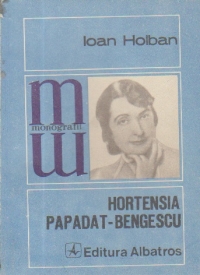 Ioan Holban
m
monografii
m
HORTENSIA
PAPADAT-BENGESCU
Editura Albatros